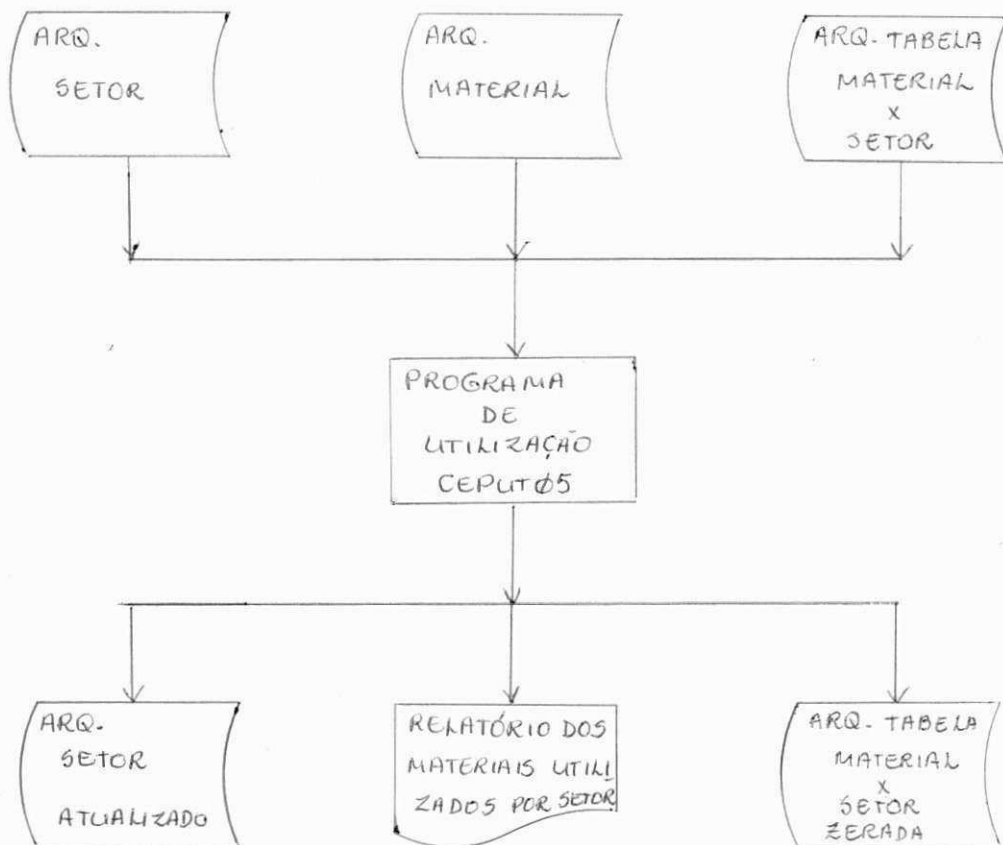 ARQ.
SETOR
ARQ.
MATERIAL
ARQ. TABELA
MATERIAL
X
SETOR
PROGRAMA
DE
UTILIZAÇÃO
CEPUTØ5
ARQ.
SETOR
ATUALIZADO
RELATÓRIO DOS
MATERIAIS UTILI
ZADOS POR SETOR
ARQ. TABELA
MATERIAL
X
SETOR
ZERADA